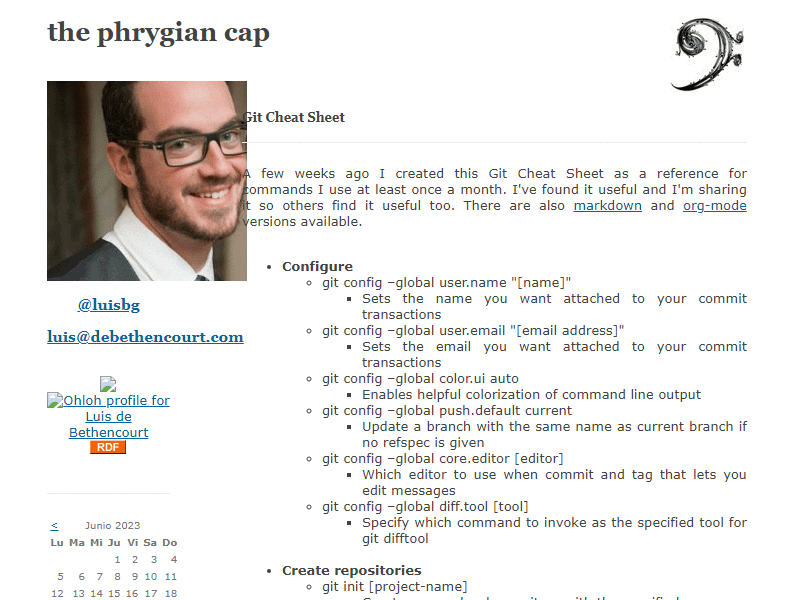 the phrygian cap
Git Cheat Sheet
A few weeks ago I created this Git Cheat Sheet as a reference for
commands I use at least once a month. I've found it useful and I'm sharing
it so others find it useful too. There are also markdown and org-mode
versions available.
• Configure
◦ git config –global user.name "[name]"
▪ Sets the name you want attached to your commit
transactions
◦ git config –global user.email "[email address]"
▪ Sets the email you want attached to your commit
transactions
◦ git config –global color.ui auto
▪ Enables helpful colorization of command line output
◦ git config –global push.default current
▪ Update a branch with the same name as current branch if
no refspec is given
◦ git config –global core.editor [editor]
▪ Which editor to use when commit and tag that lets you
edit messages
◦ git config –global diff.tool [tool]
▪ Specify which command to invoke as the specified tool for
git difftool
• Create repositories
◦ git init [project-name]
@luisbg
luis@debethencourt.com
Ohloh profile for
Luis de
Bethencourt
RDF
< Junio 2023
Lu Ma Mi Ju Vi Sa Do
1 2 3 4
5 6 7 8 9 10 11
12 13 14 15 16 17 18